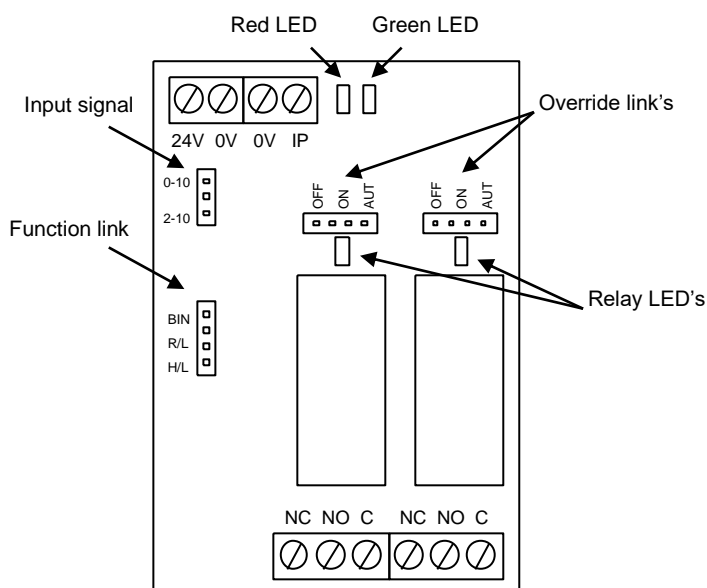 Red LED Green LED
Input signal
Override link's
24V 0V 0V IP
0-10
2-10
OFF ON AUT OFF ON AUT
Function link
Relay LED's
BIN
R/L
H/L
NC NO C NC NO C